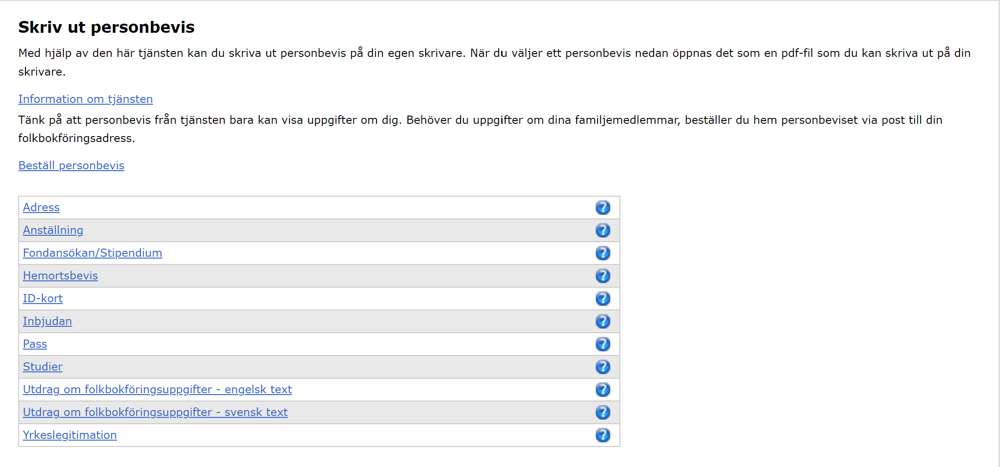 Skriv ut personbevis
Med hjälp av den här tjänsten kan du skriva ut personbevis på din egen skrivare. När du väljer ett personbevis nedan öppnas det som en pdf-fil som du kan skriva ut på din
skrivare.
Information om tjänsten
Tänk på att personbevis från tjänsten bara kan visa uppgifter om dig. Behöver du uppgifter om dina familjemedlemmar, beställer du hem personbeviset via post till din
folkbokföringsadress.
Beställ personbevis
Adress ?
Anställning ?
Fondansökan/Stipendium ?
Hemortsbevis ?
ID-kort ?
Inbjudan ?
Pass ?
Studier ?
Utdrag om folkbokföringsuppgifter - engelsk text ?
Utdrag om folkbokföringsuppgifter - svensk text ?
Yrkeslegitimation ?